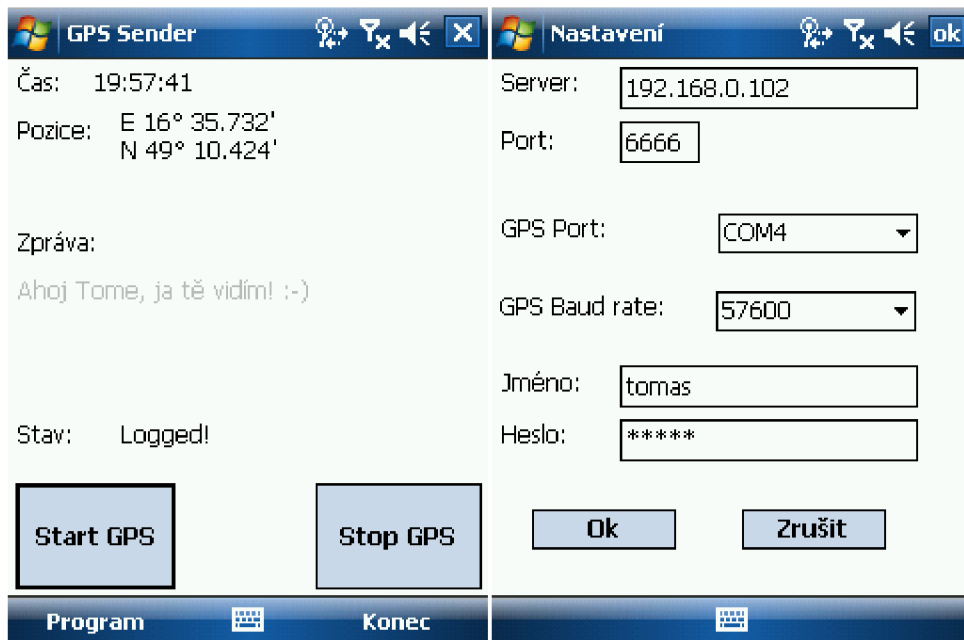 GPS Sender
Čas: 19:57:41
Pozice: E 16° 35.732'
N 49° 10.424'
Zpráva:
Ahoj Tome, ja tě vidím! :-)
Stav: Logged!
Start GPS Stop GPS
Program Konec
Nastavení ok
Server: 192.168.0.102
Port: 6666
GPS Port: COM4
GPS Baud rate: 57600
Jméno: tomas
Heslo: *****
Ok Zrušit